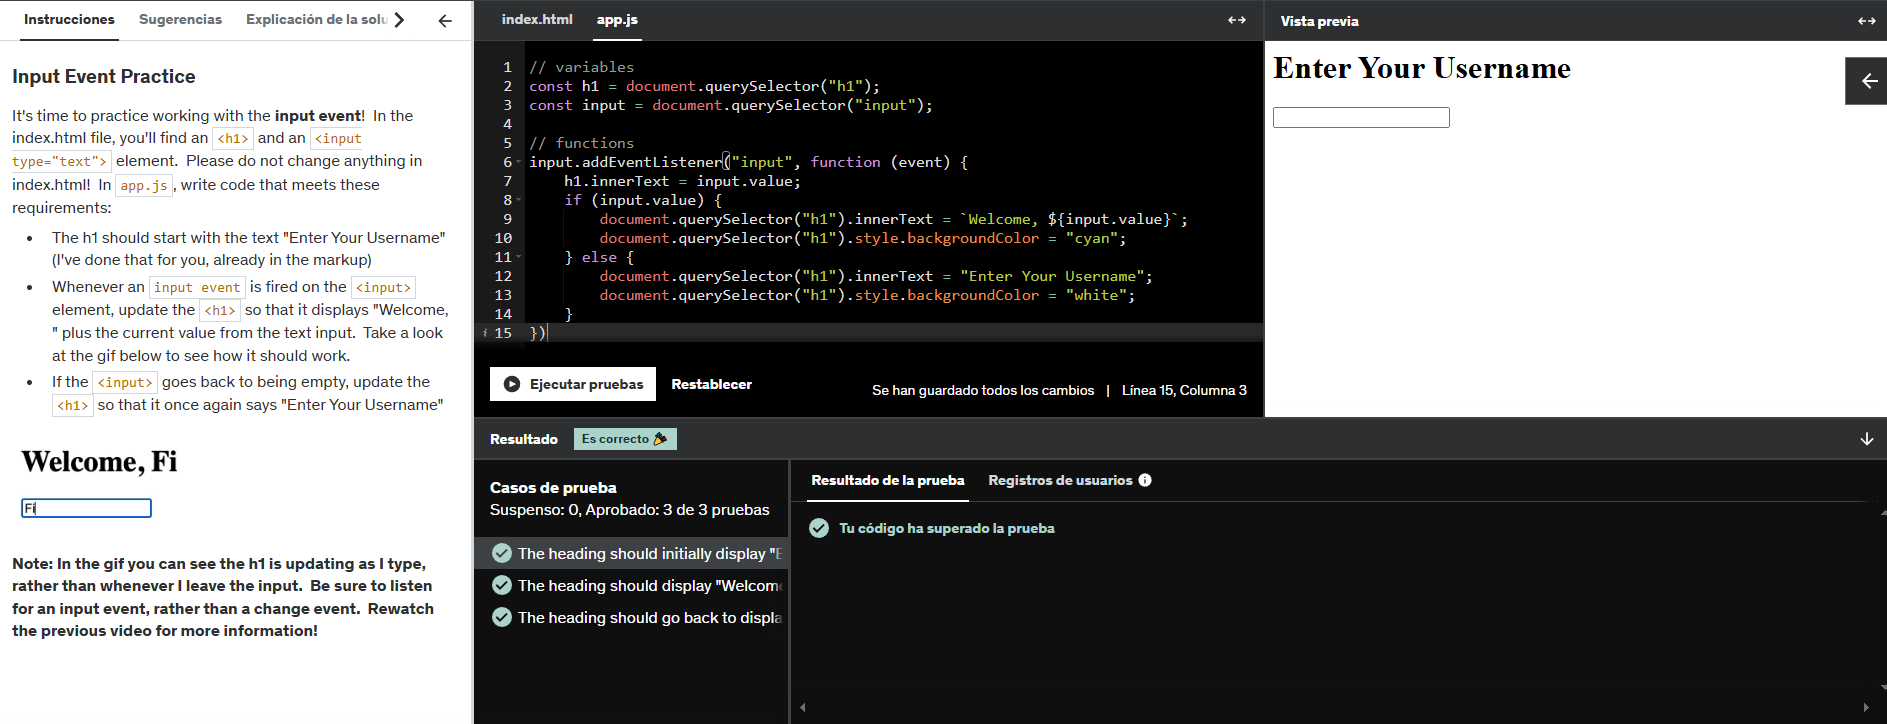 Instrucciones Sugerencias Explicación de la solu
Input Event Practice
It's time to practice working with the input event! In the
index.html file, you'll find an <h1> and an <input
type="text"> element. Please do not change anything in
index.html! In app.js, write code that meets these
requirements:
• The h1 should start with the text "Enter Your Username"
(I've done that for you, already in the markup)
• Whenever an input event is fired on the <input>
element, update the <h1> so that it displays "Welcome,
" plus the current value from the text input. Take a look
at the gif below to see how it should work.
• If the <input> goes back to being empty, update the
<h1> so that it once again says "Enter Your Username"
Welcome, Fi
Fi
Note: In the gif you can see the h1 is updating as I type,
rather than whenever I leave the input. Be sure to listen
for an input event, rather than a change event. Rewatch
the previous video for more information!
index.html app.js
1 // variables
2 const h1 = document.querySelector("h1");
3 const input = document.querySelector("input");
4
5 // functions
6 input.addEventListener("input", function (event) {
7 h1.innerText = input.value;
8 if (input.value) {
9 document.querySelector("h1").innerText = `Welcome, ${input.value}`;
10 document.querySelector("h1").style.backgroundColor = "cyan";
11 } else {
12 document.querySelector("h1").innerText = "Enter Your Username";
13 document.querySelector("h1").style.backgroundColor = "white";
14 }
i 15 })
Ejecutar pruebas Restablecer Se han guardado todos los cambios | Línea 15, Columna 3
Vista previa
Enter Your Username
Resultado Es correcto
Casos de prueba
Suspenso: 0, Aprobado: 3 de 3 pruebas
The heading should initially display "E
The heading should display "Welcome
The heading should go back to displa
Resultado de la prueba Registros de usuarios
Tu código ha superado la prueba